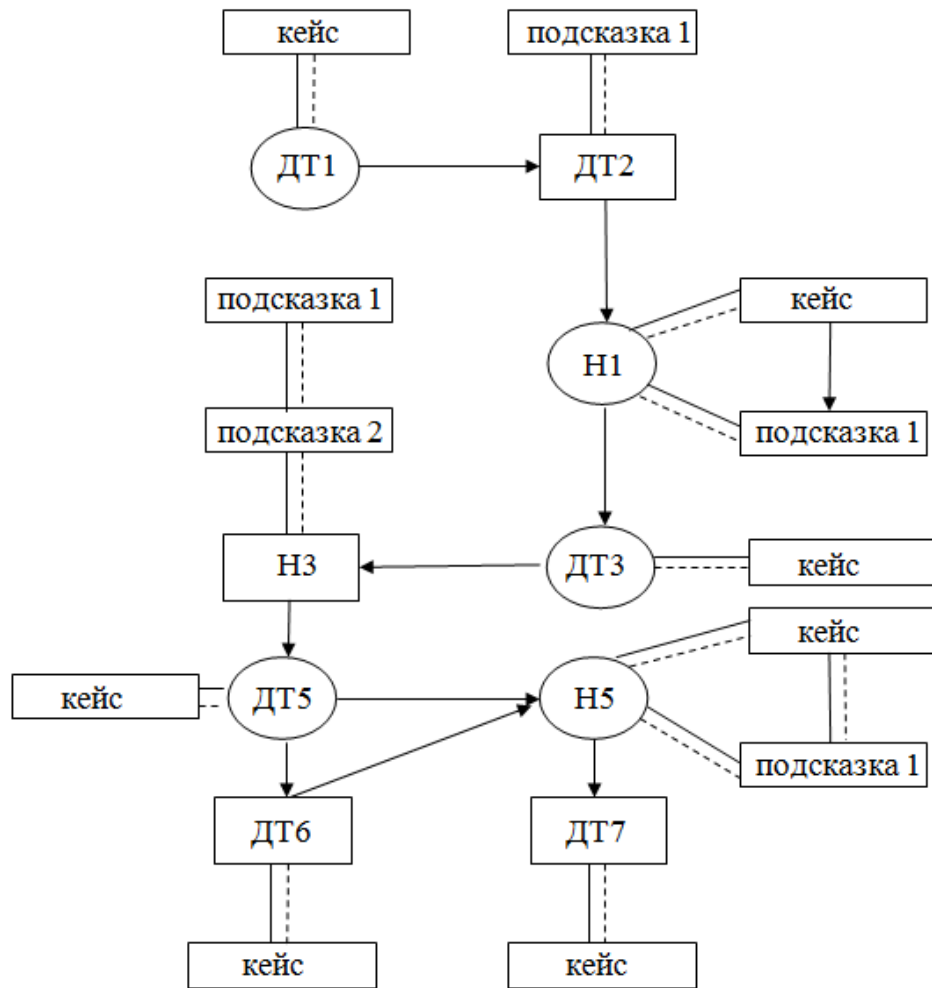 кейс
подсказка 1
ДТ1
ДТ2
подсказка 1
кейс
Н1
подсказка 2
подсказка 1
Н3
ДТ3
кейс
кейс
кейс
ДТ5
Н5
подсказка 1
ДТ6
ДТ7
кейс
кейс